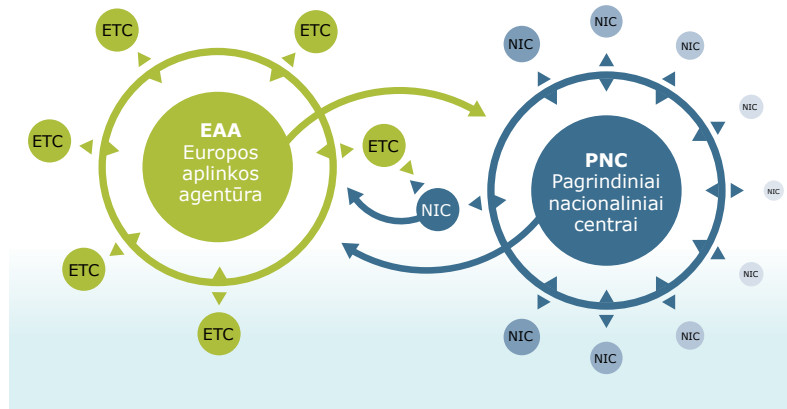 ETC
ETC
ETC
ETC
ETC
ETC
ETC
EAA
Europos
aplinkos
agentūra
NIC
NIC
NIC
NIC
NIC
NIC
NIC
NIC
NIC
NIC
PNC
Pagrindiniai
nacionaliniai
centrai